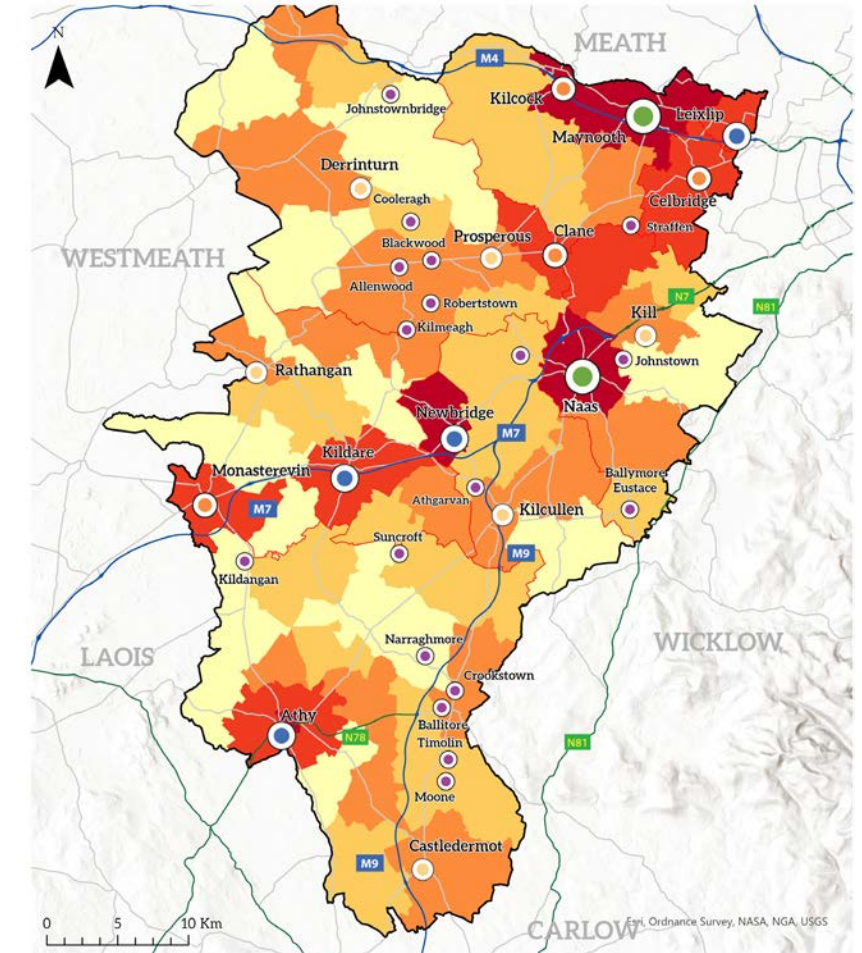 N
MEATH
M4
Kilcock
Johnstownbridge
Leixlip
Maynooth
Derrinturn
Celbridge
Cooleragh
Straffen
Clane
Prosperous
Blackwood
WESTMEATH
Allenwood
N7
Robertstown
N81
Kill
Kilmeagh
Johnstown
Rathangan
Naas
Newbridge
M7
Kildare
Monasterevin
Ballymore
Eustace
Athgarvan
M7
Kilcullen
Suncroft
M9
Kildangan
Narraghmore
WICKLOW
LAOIS
Crookstown
Athy
Ballitore
N78
Timolin
N81
Moone
Castledermot
M9
0 5 10 Km
CARLOW
Esri, Ordnance Survey, NASA, NGA, USGS